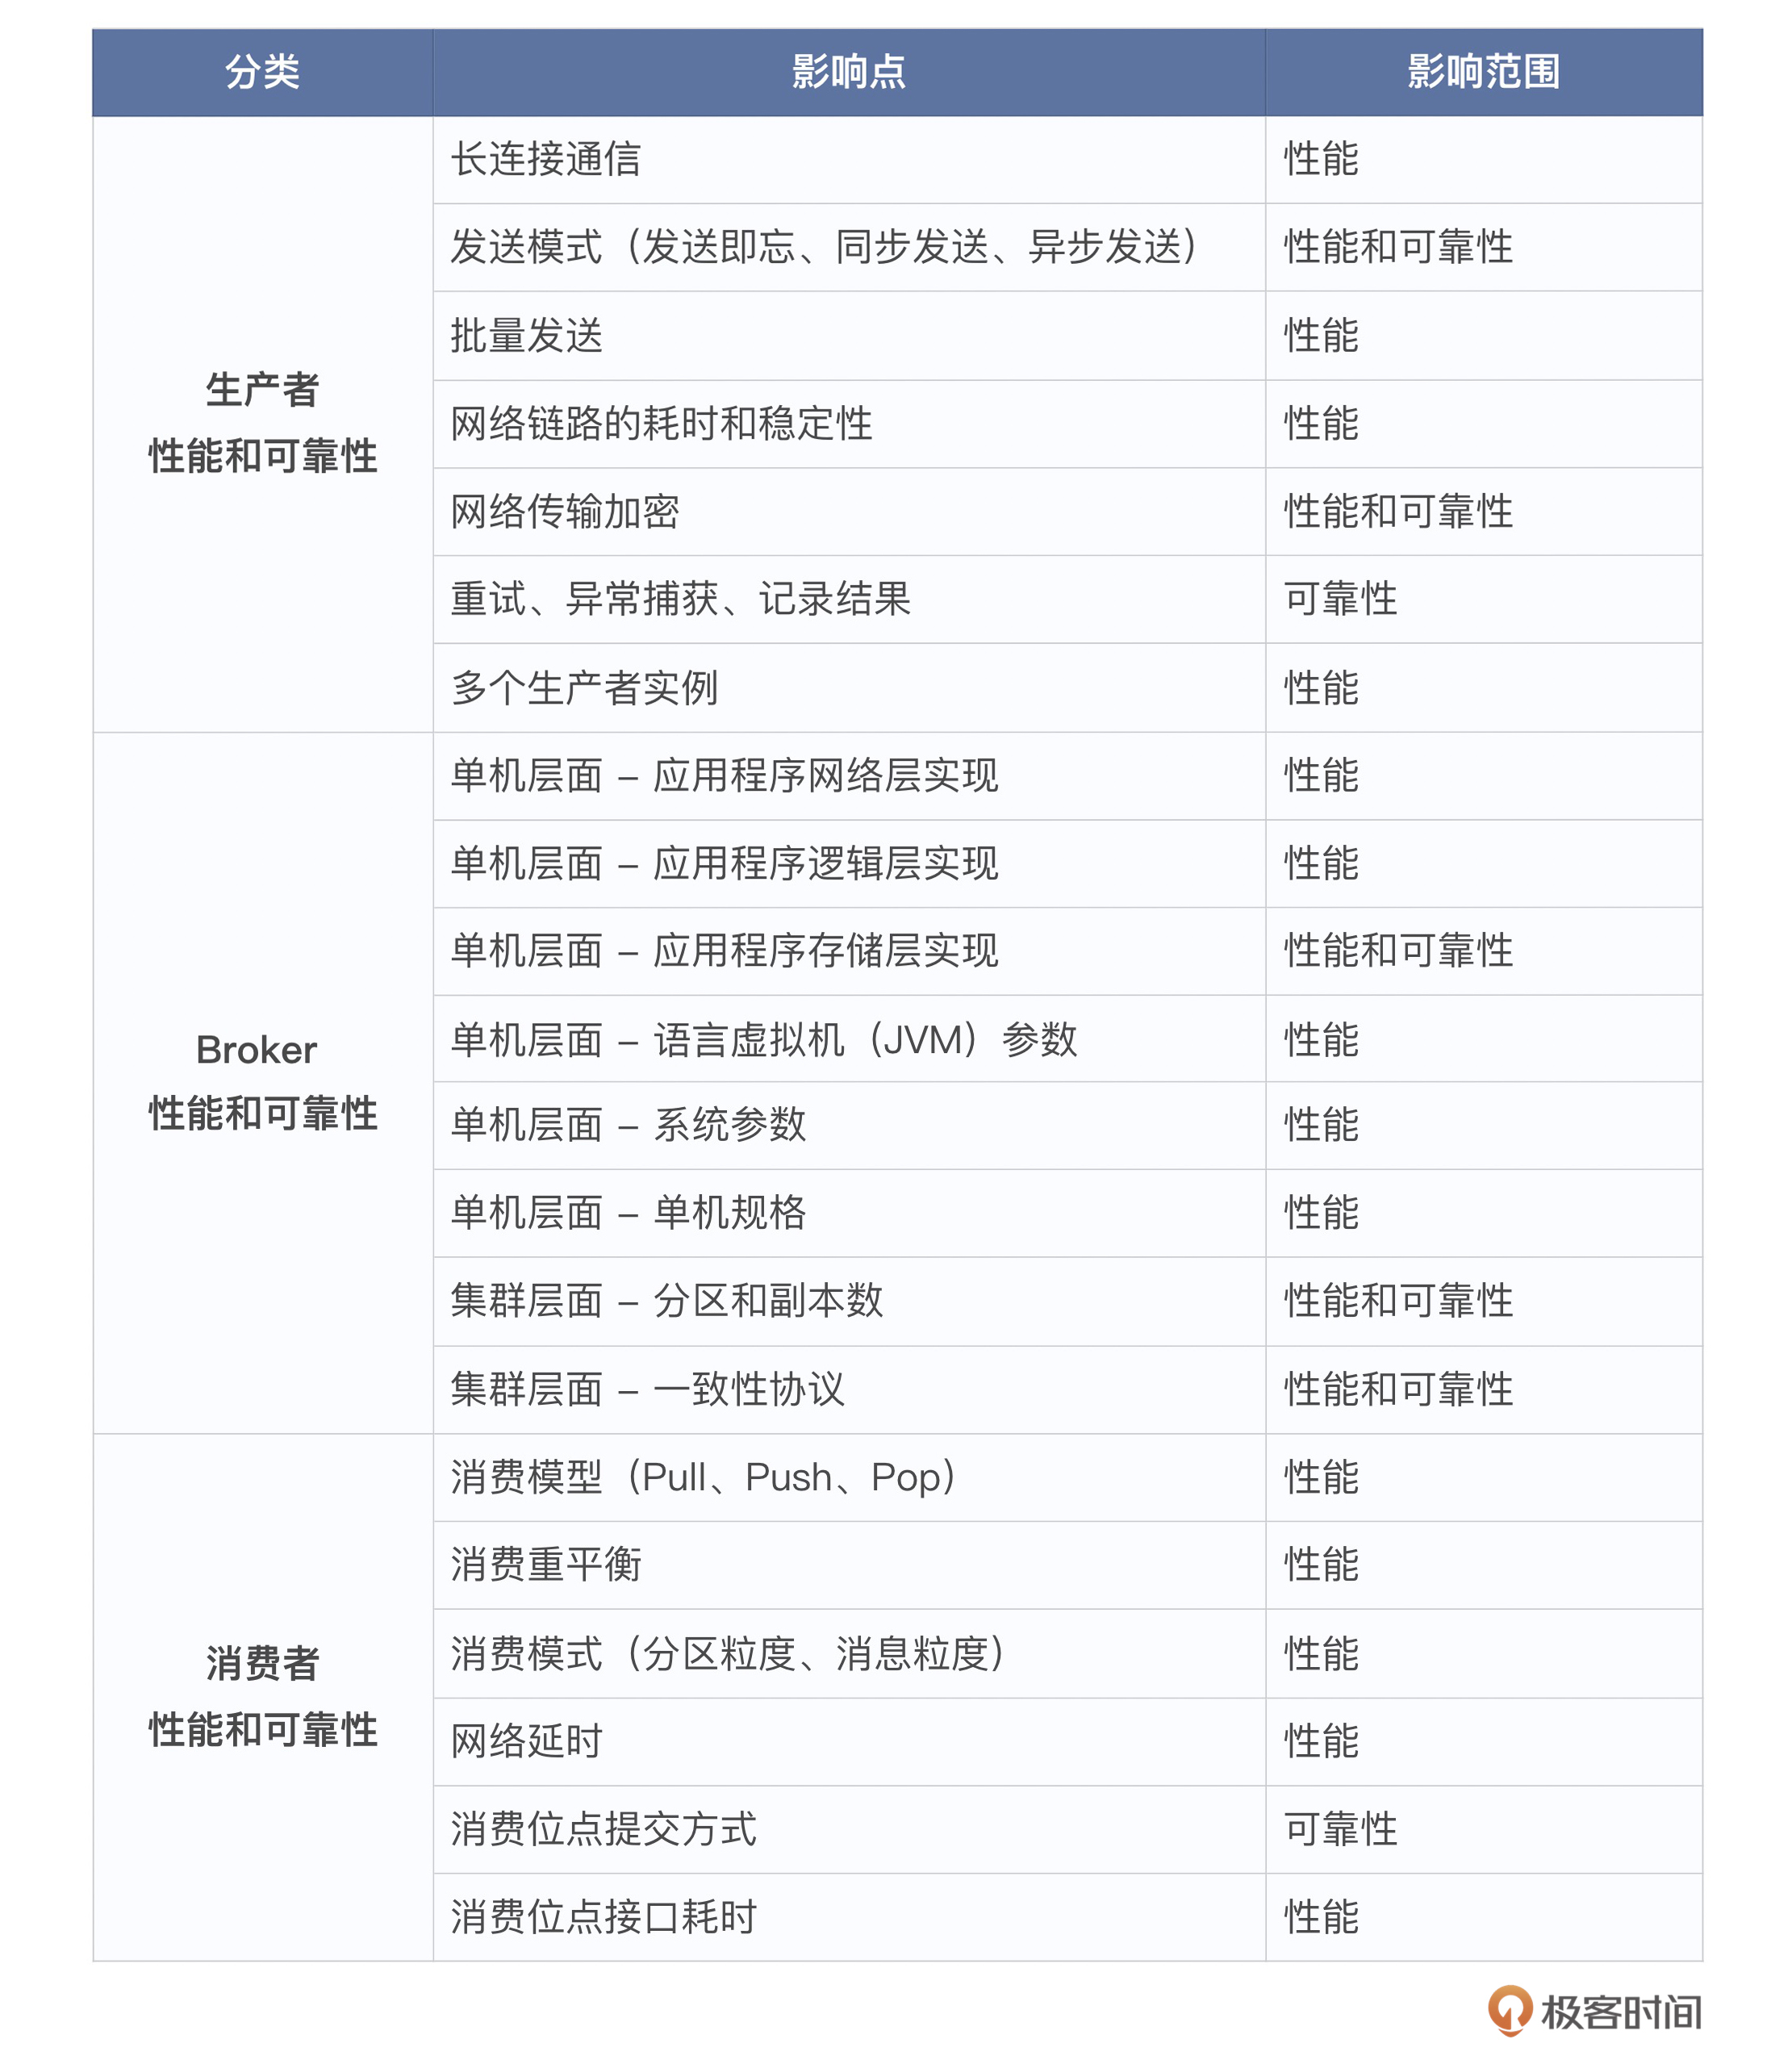 分类 影响点 影响范围
生产者
性能和可靠性
长连接通信 性能
发送模式（发送即忘、同步发送、异步发送） 性能和可靠性
批量发送 性能
网络链路的耗时和稳定性 性能
网络传输加密 性能和可靠性
重试、异常捕获、记录结果 可靠性
多个生产者实例 性能
Broker
性能和可靠性
单机层面 – 应用程序网络层实现 性能
单机层面 – 应用程序逻辑层实现 性能
单机层面 – 应用程序存储层实现 性能和可靠性
单机层面 – 语言虚拟机（JVM）参数 性能
单机层面 – 系统参数 性能
单机层面 – 单机规格 性能
集群层面 – 分区和副本数 性能和可靠性
集群层面 – 一致性协议 性能和可靠性
消费者
性能和可靠性
消费模型（Pull、Push、Pop） 性能
消费重平衡 性能
消费模式（分区粒度、消息粒度） 性能
网络延时 性能
消费位点提交方式 可靠性
消费位点接口耗时 性能
极客时间